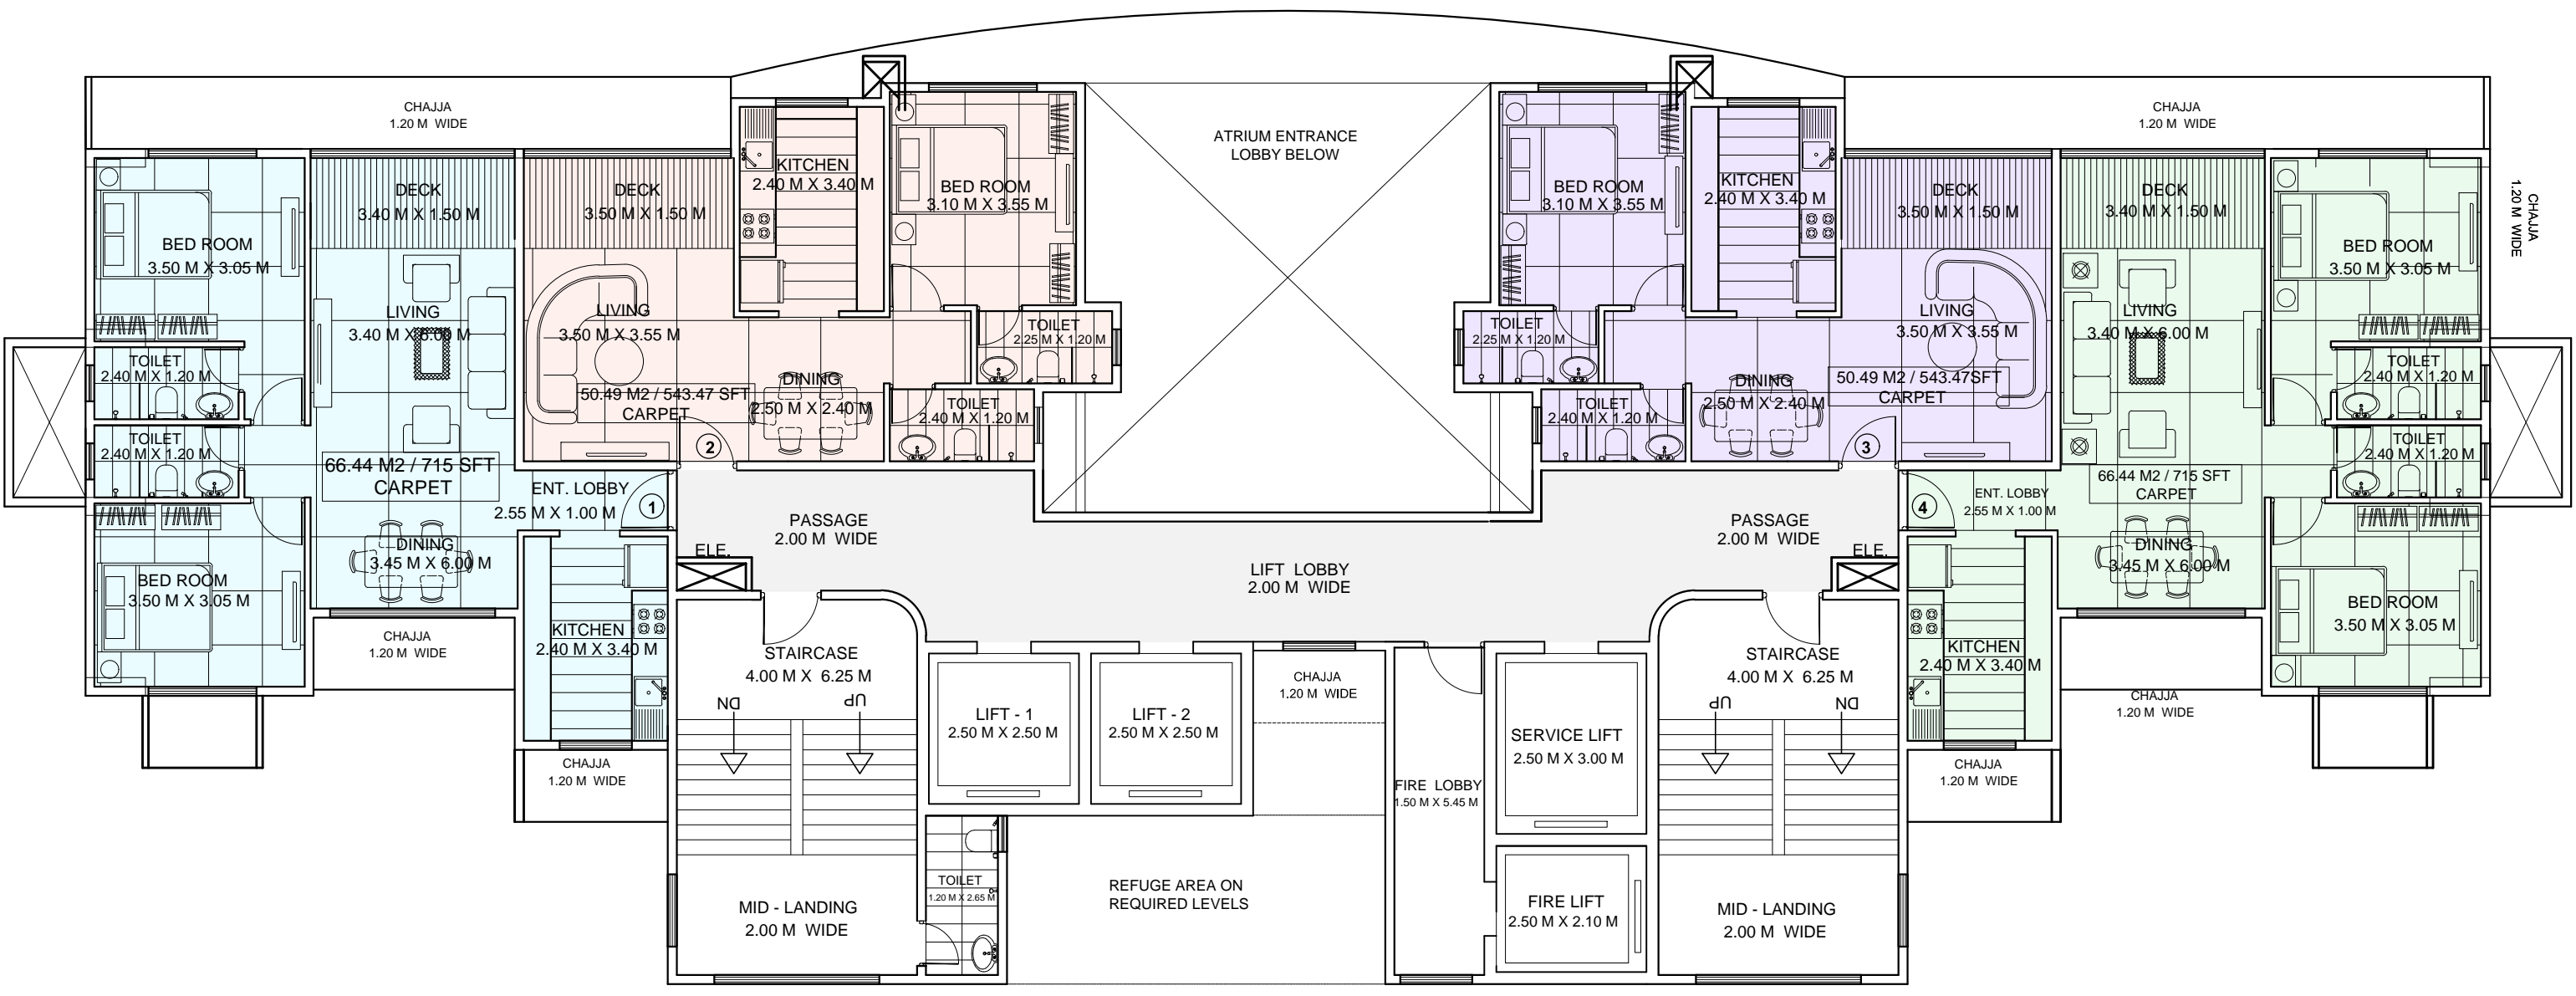 CHAJJA
1.20 M WIDE
ATRIUM ENTRANCE
LOBBY BELOW
CHAJJA
1.20 M WIDE
CHAJJA
1.20 M WIDE
BED ROOM
3.50 M X 3.05 M
DECK
3.40 M X 1.50 M
DECK
3.50 M X 1.50 M
KITCHEN
2.40 M X 3.40 M
BED ROOM
3.10 M X 3.55 M
BED ROOM
3.10 M X 3.55 M
KITCHEN
2.40 M X 3.40 M
DECK
3.50 M X 1.50 M
DECK
3.40 M X 1.50 M
BED ROOM
3.50 M X 3.05 M
LIVING
3.40 M X 6.00 M
LIVING
3.50 M X 3.55 M
TOILET
2.25 M X 1.20 M
TOILET
2.25 M X 1.20 M
LIVING
3.50 M X 3.55 M
LIVING
3.40 M X 6.00 M
TOILET
2.40 M X 1.20 M
50.49 M2 / 543.47 SFT
CARPET
DINING
2.50 M X 2.40 M
TOILET
2.40 M X 1.20 M
TOILET
2.40 M X 1.20 M
DINING
2.50 M X 2.40 M
50.49 M2 / 543.47SFT
CARPET
TOILET
2.40 M X 1.20 M
TOILET
2.40 M X 1.20 M
2
3
TOILET
2.40 M X 1.20 M
66.44 M2 / 715 SFT
CARPET
ENT. LOBBY
2.55 M X 1.00 M
1
4
ENT. LOBBY
2.55 M X 1.00 M
66.44 M2 / 715 SFT
CARPET
PASSAGE
2.00 M WIDE
PASSAGE
2.00 M WIDE
ELE.
ELE.
DINING
3.45 M X 6.00 M
LIFT LOBBY
2.00 M WIDE
DINING
3.45 M X 6.00 M
BED ROOM
3.50 M X 3.05 M
BED ROOM
3.50 M X 3.05 M
CHAJJA
1.20 M WIDE
KITCHEN
2.40 M X 3.40 M
STAIRCASE
4.00 M X 6.25 M
CHAJJA
1.20 M WIDE
STAIRCASE
4.00 M X 6.25 M
KITCHEN
2.40 M X 3.40 M
CHAJJA
1.20 M WIDE
DN
UP
UP
DN
LIFT - 1
2.50 M X 2.50 M
LIFT - 2
2.50 M X 2.50 M
SERVICE LIFT
2.50 M X 3.00 M
CHAJJA
1.20 M WIDE
FIRE LOBBY
1.50 M X 5.45 M
CHAJJA
1.20 M WIDE
TOILET
1.20 M X 2.65 M
REFUGE AREA ON
REQUIRED LEVELS
FIRE LIFT
2.50 M X 2.10 M
MID - LANDING
2.00 M WIDE
MID - LANDING
2.00 M WIDE